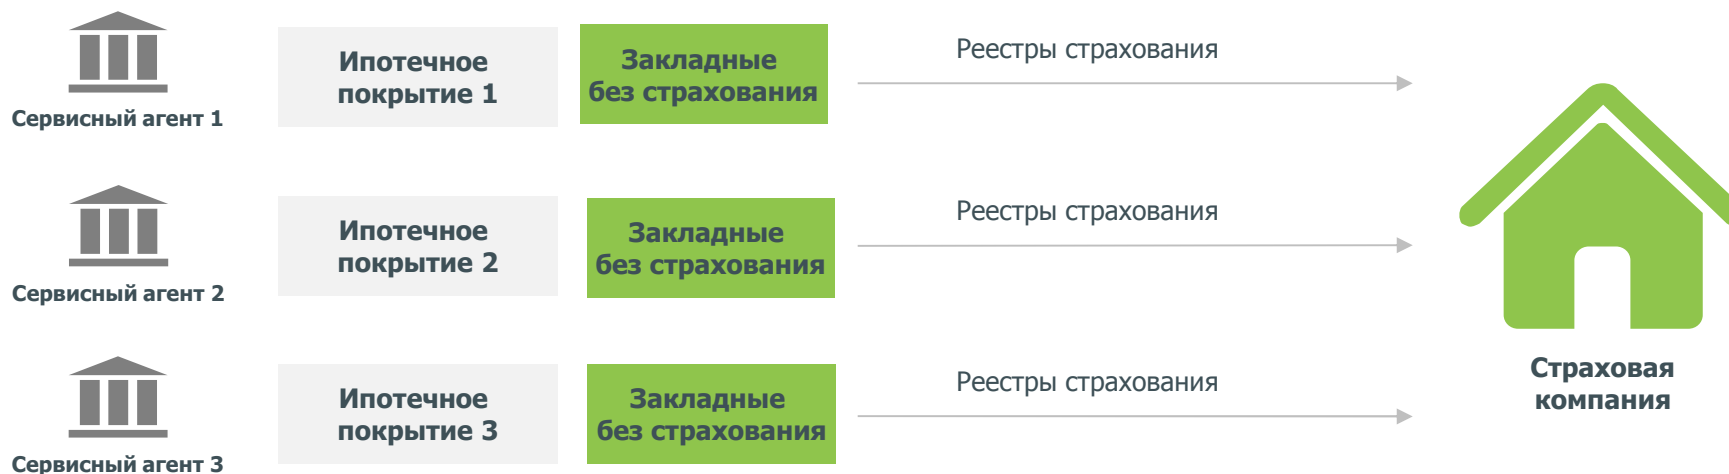 Сервисный агент 1
Ипотечное
покрытие 1
Закладные
без страхования
Реестры страхования
Сервисный агент 2
Ипотечное
покрытие 2
Закладные
без страхования
Реестры страхования
Сервисный агент 3
Ипотечное
покрытие 3
Закладные
без страхования
Реестры страхования
Страховая
компания